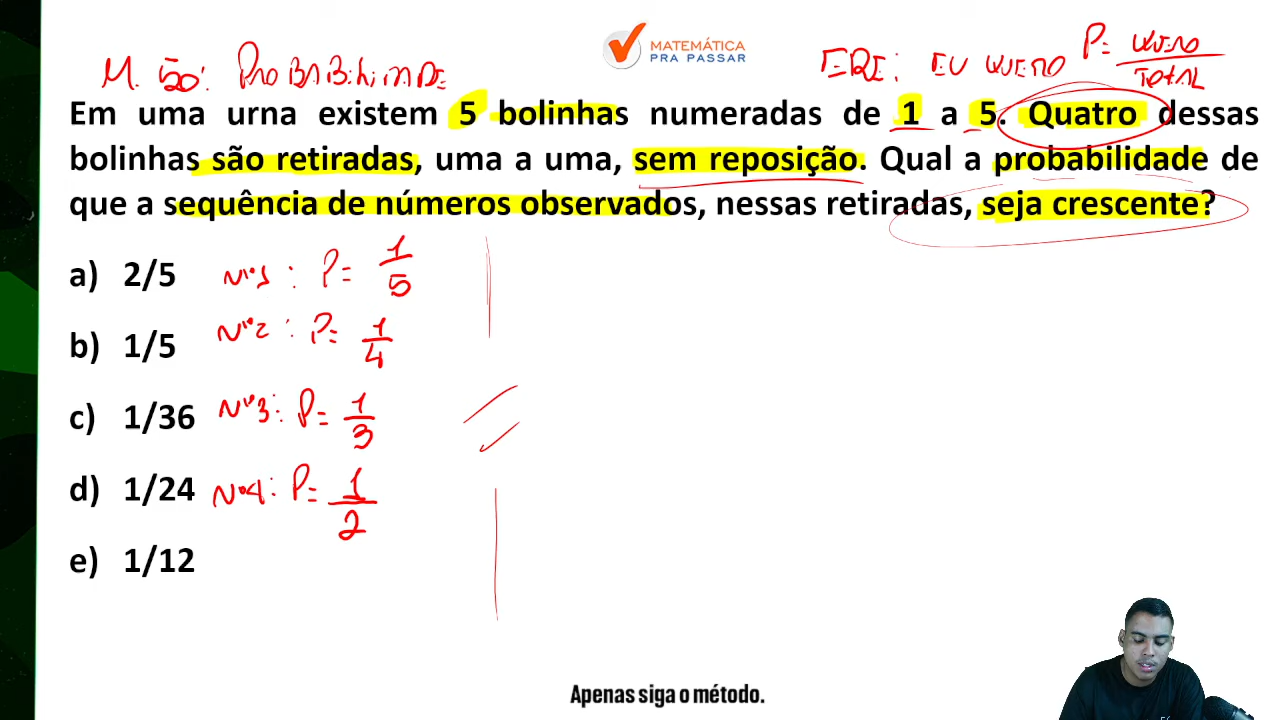 MATEMÁTICA
PRA PASSAR
M. 50: PROBABILIDADE
ERE: EU QUERO P= QUERO/TOTAL
Em uma urna existem 5 bolinhas numeradas de 1 a 5. Quatro dessas
bolinhas são retiradas, uma a uma, sem reposição. Qual a probabilidade de
que a sequência de números observados, nessas retiradas, seja crescente?
a) 2/5 Nº1: P= 1/5
b) 1/5 Nº2: P= 1/4
c) 1/36 Nº3: P= 1/3
d) 1/24 Nº4: P= 1/2
e) 1/12
Apenas siga o método.